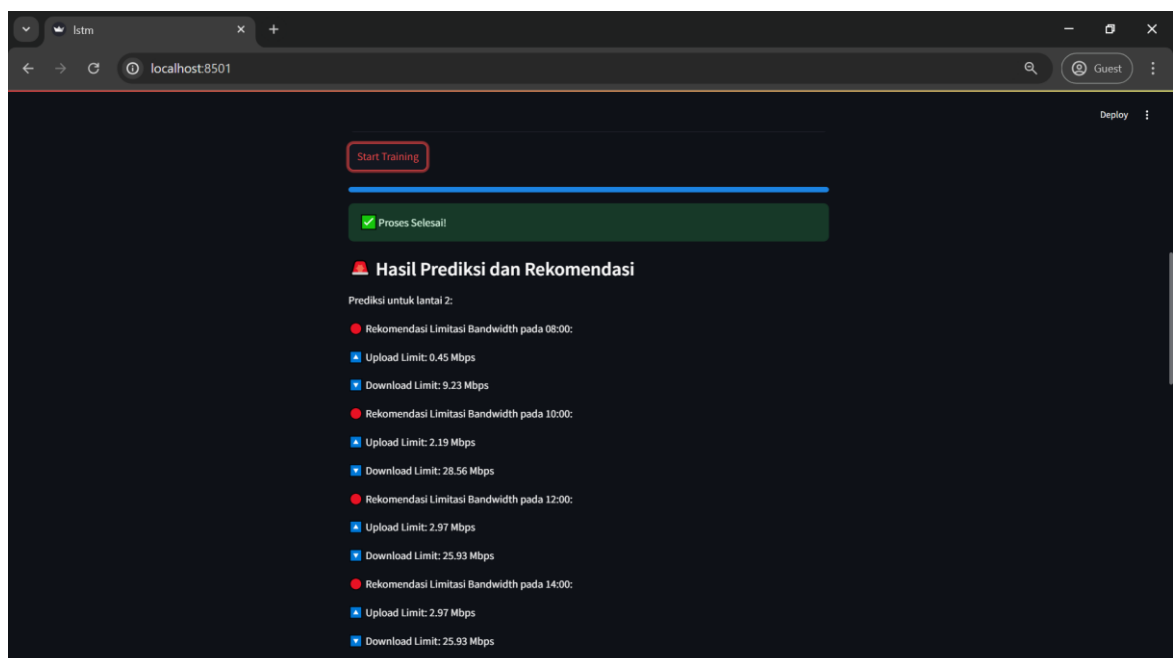 lstm
localhost:8501
Guest
Deploy
Start Training
Proses Selesai!
Hasil Prediksi dan Rekomendasi
Prediksi untuk lantai 2:
Rekomendasi Limitasi Bandwidth pada 08:00:
Upload Limit: 0.45 Mbps
Download Limit: 9.23 Mbps
Rekomendasi Limitasi Bandwidth pada 10:00:
Upload Limit: 2.19 Mbps
Download Limit: 28.56 Mbps
Rekomendasi Limitasi Bandwidth pada 12:00:
Upload Limit: 2.97 Mbps
Download Limit: 25.93 Mbps
Rekomendasi Limitasi Bandwidth pada 14:00:
Upload Limit: 2.97 Mbps
Download Limit: 25.93 Mbps